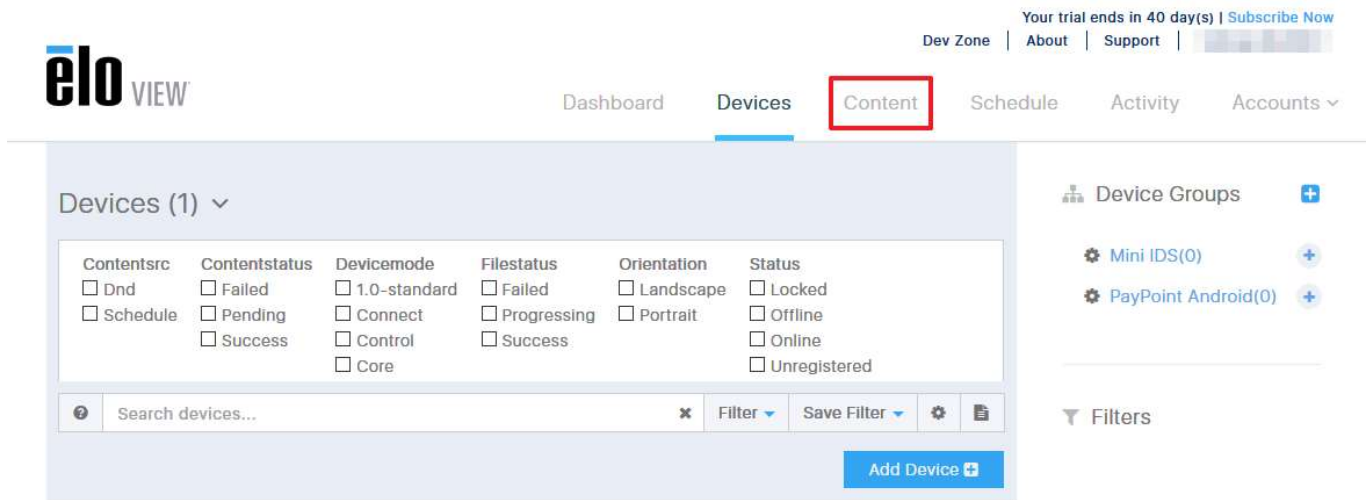 Your trial ends in 40 day(s) | Subscribe Now
Dev Zone | About | Support |
ēlo VIEW
Dashboard Devices Content Schedule Activity Accounts
Devices (1)
Contentsrc Contentstatus Devicemode Filestatus Orientation Status
Dnd Failed 1.0-standard Failed Landscape Locked
Schedule Pending Connect Progressing Portrait Offline
Success Control Success Online
Core Unregistered
Search devices... Filter Save Filter
Add Device
Device Groups
Mini IDS(0)
PayPoint Android(0)
Filters